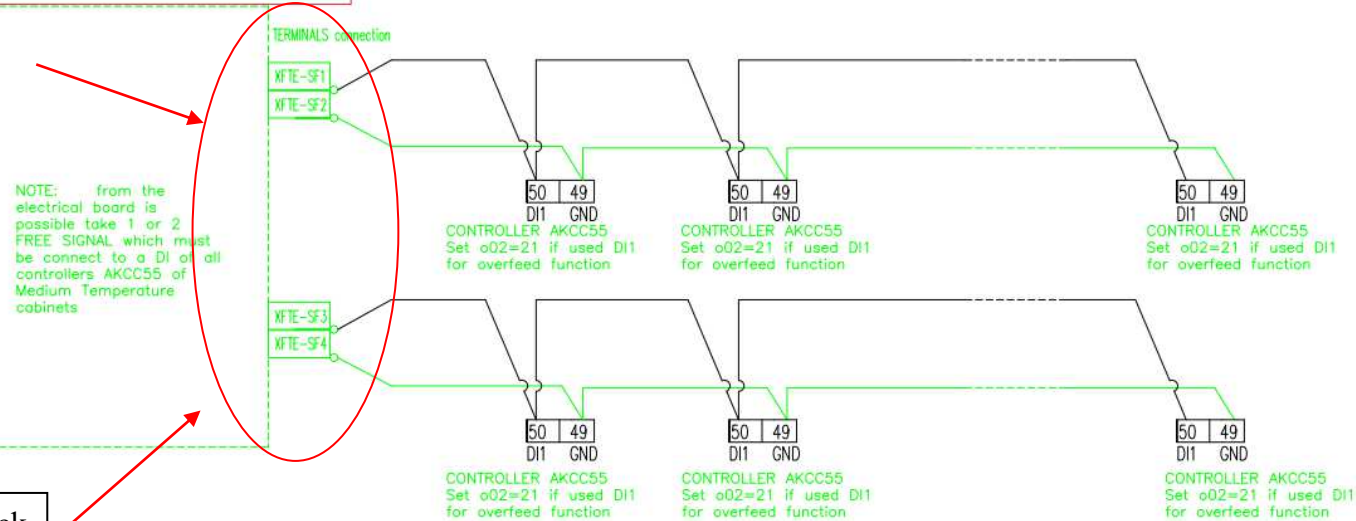 TERMINALS connection
XFTE-SF1
XFTE-SF2
NOTE: from the
electrical board is
possible take 1 or 2
FREE SIGNAL which must
be connect to a DI of all
controllers AKCC55 of
Medium Temperature
cabinets
50 49
DI1 GND
CONTROLLER AKCC55
Set o02=21 if used DI1
for overfeed function
50 49
DI1 GND
CONTROLLER AKCC55
Set o02=21 if used DI1
for overfeed function
50 49
DI1 GND
CONTROLLER AKCC55
Set o02=21 if used DI1
for overfeed function
XFTE-SF3
XFTE-SF4
50 49
DI1 GND
CONTROLLER AKCC55
Set o02=21 if used DI1
for overfeed function
50 49
DI1 GND
CONTROLLER AKCC55
Set o02=21 if used DI1
for overfeed function
50 49
DI1 GND
CONTROLLER AKCC55
Set o02=21 if used DI1
for overfeed function